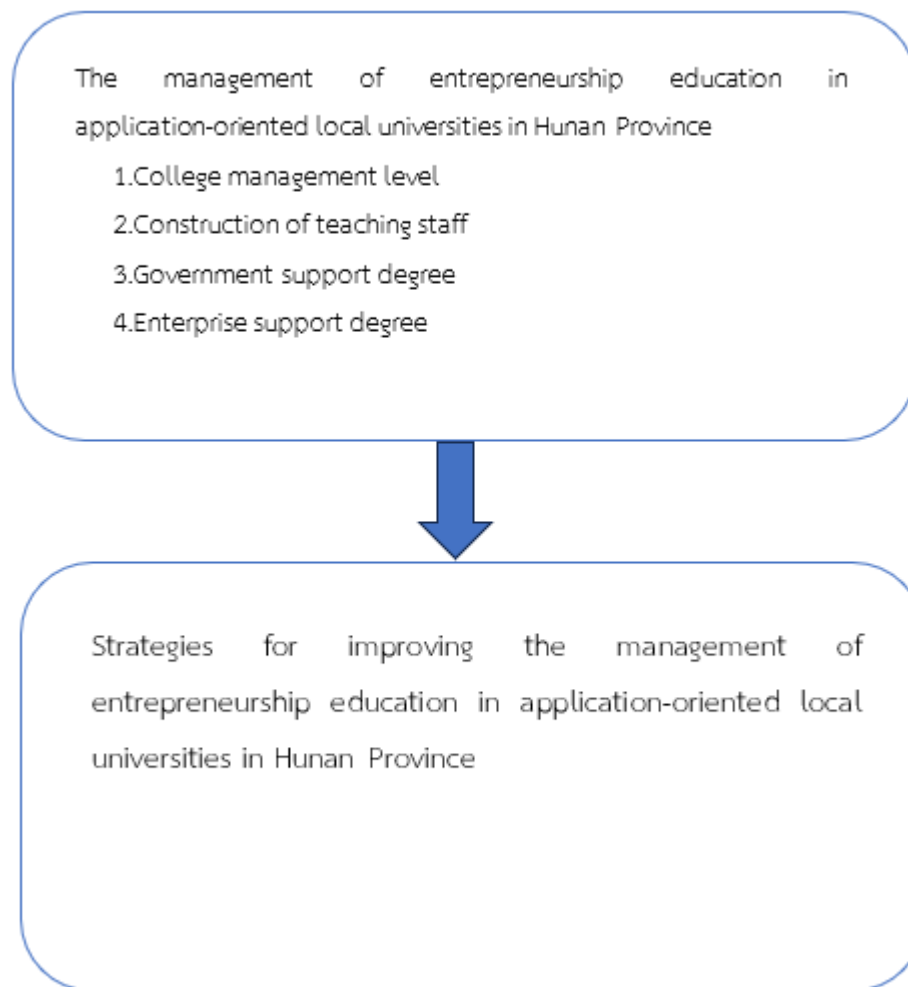 The management of entrepreneurship education in
application-oriented local universities in Hunan Province
1.College management level
2.Construction of teaching staff
3.Government support degree
4.Enterprise support degree
Strategies for improving the management of
entrepreneurship education in application-oriented local
universities in Hunan Province